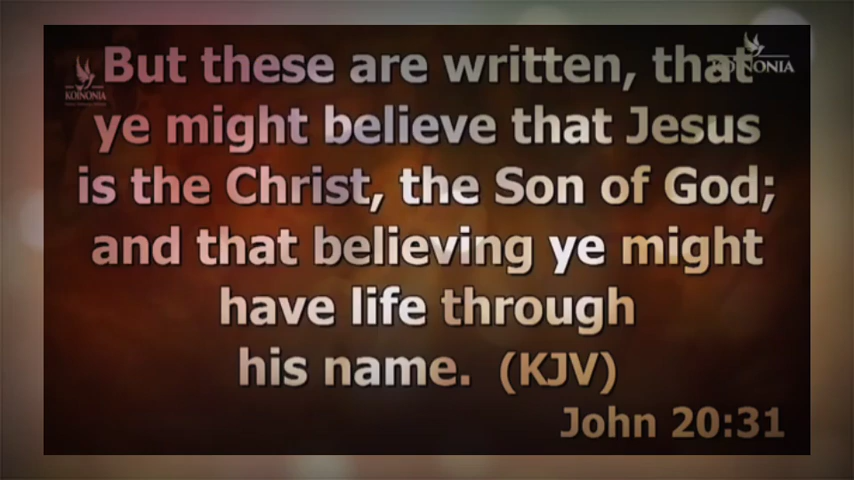 But these are written, that
ye might believe that Jesus
is the Christ, the Son of God;
and that believing ye might
have life through
his name. (KJV)
John 20:31
KOINONIA
KOINONIA